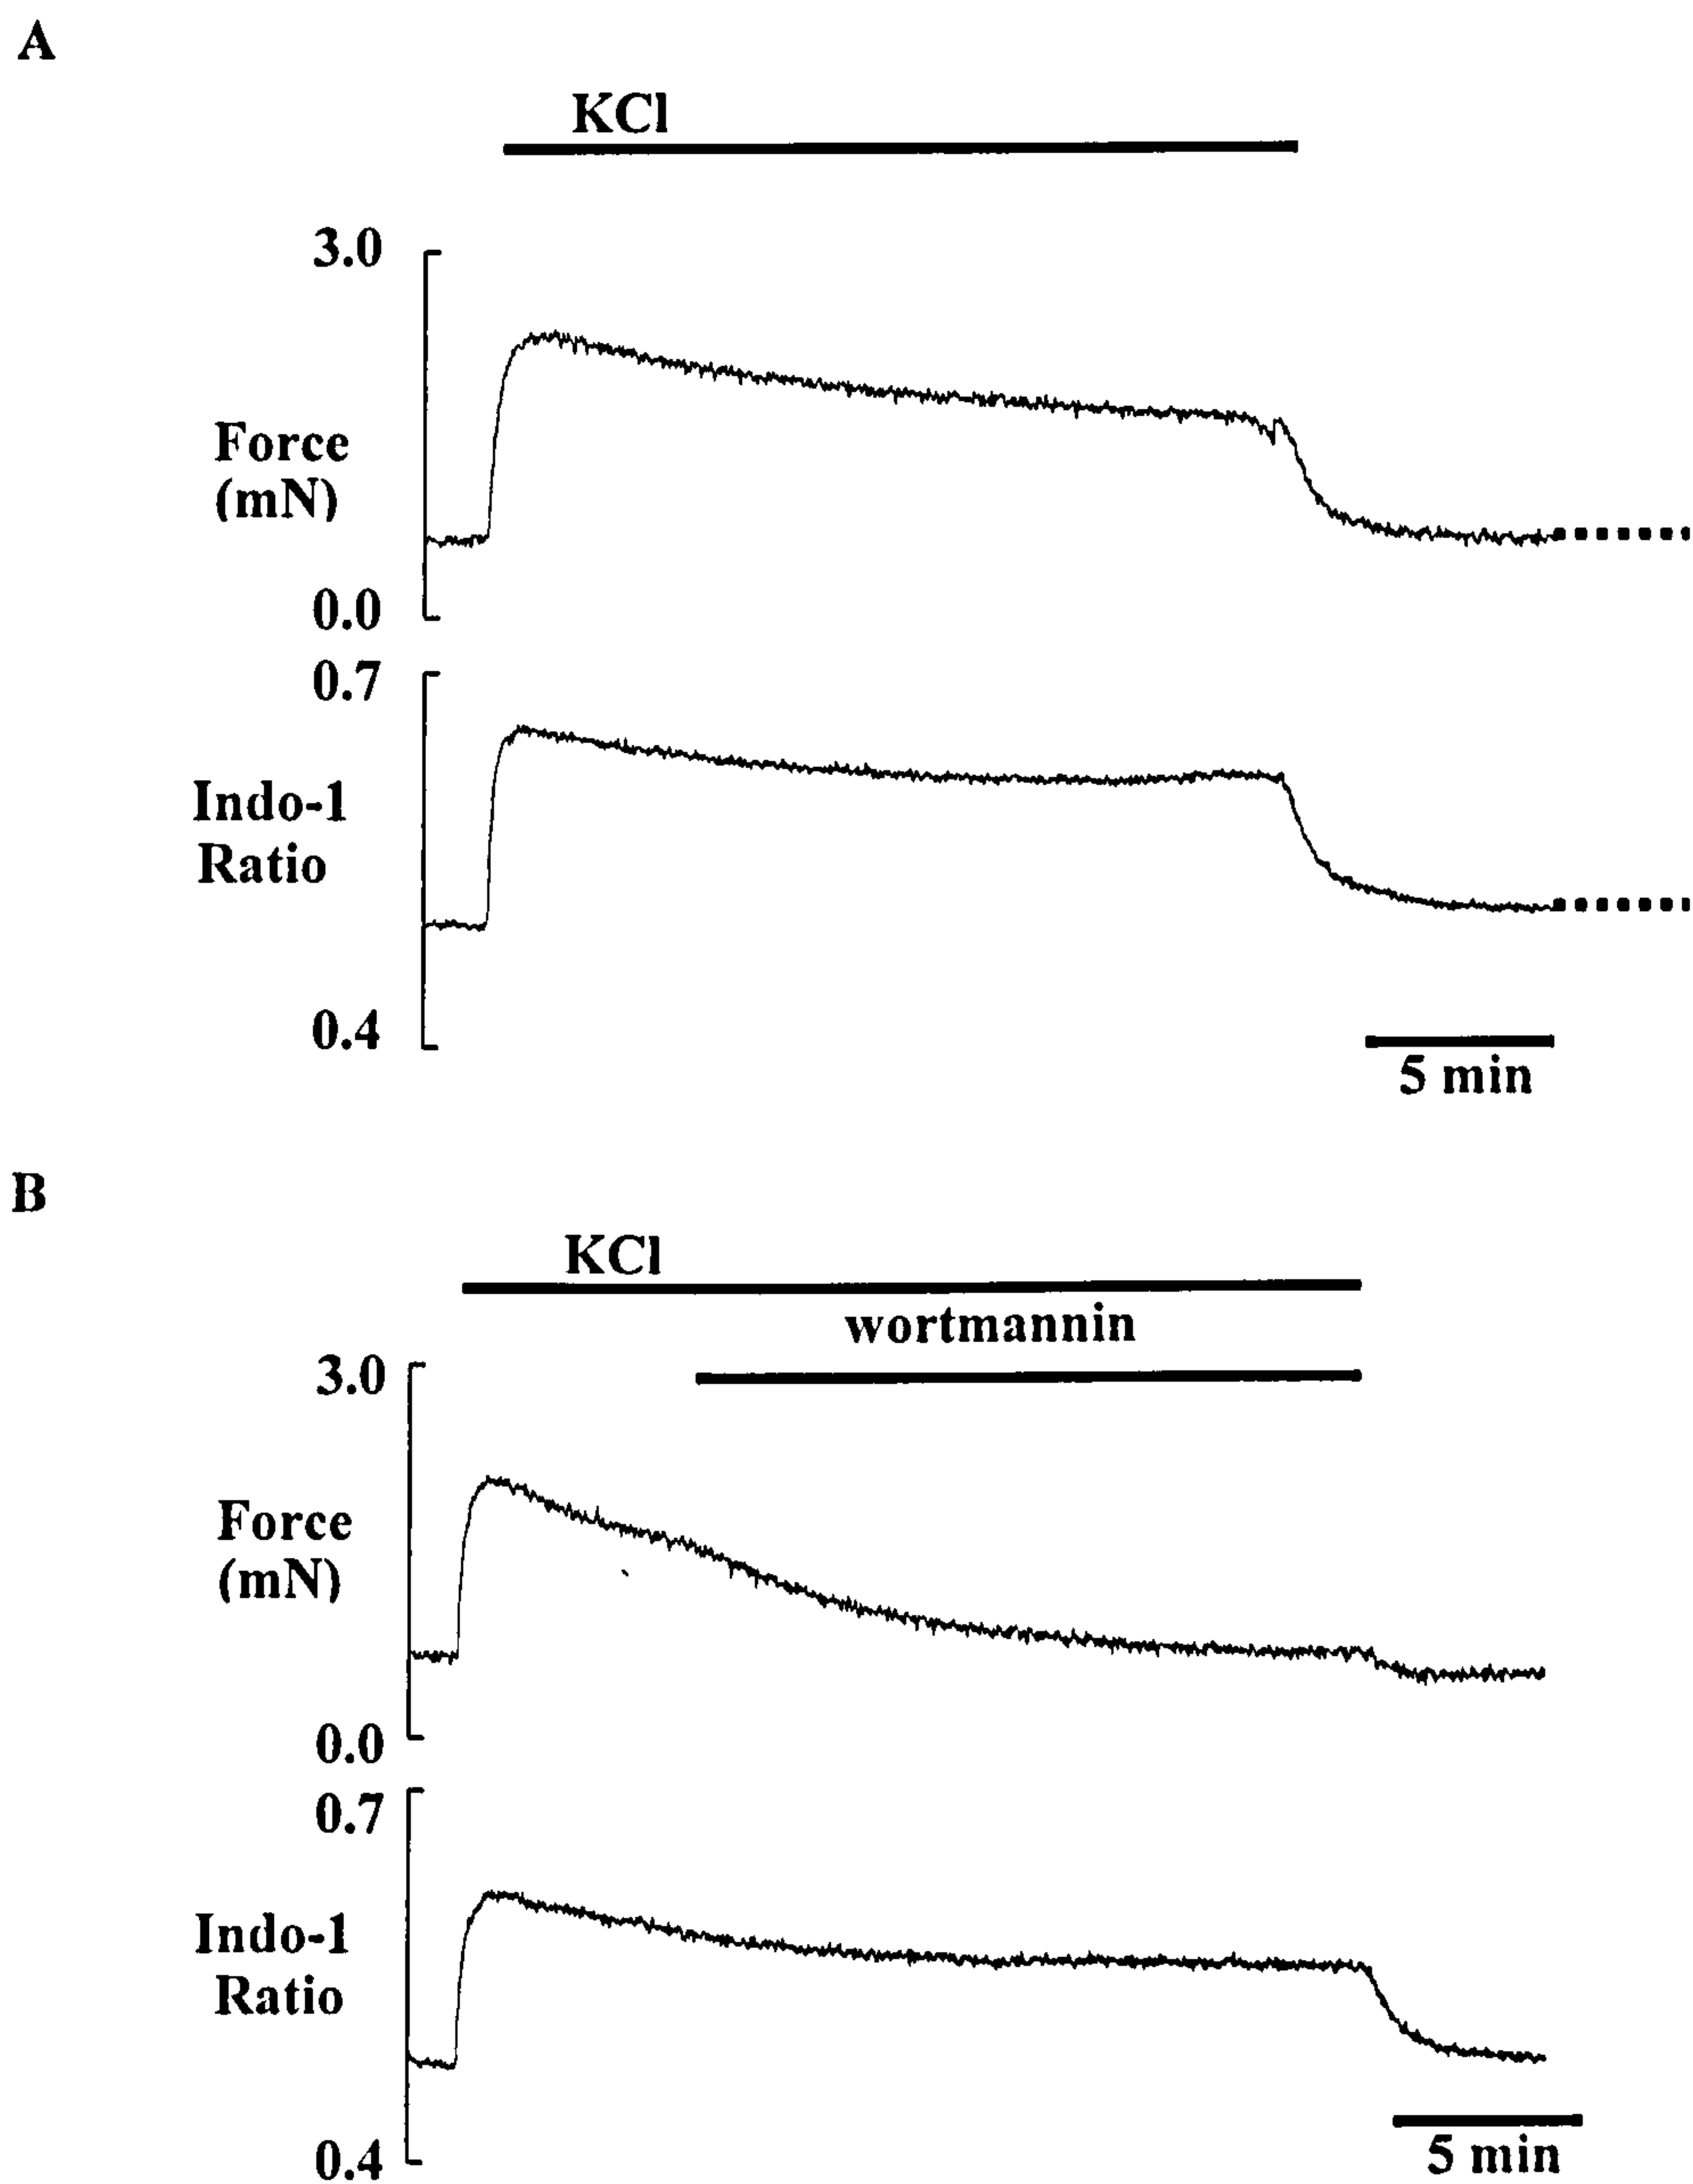 A
KCl
3.0
Force
(mN)
0.0
0.7
Indo-1
Ratio
0.4
5 min
B
KCl
wortmannin
3.0
Force
(mN)
0.0
0.7
Indo-1
Ratio
0.4
5 min